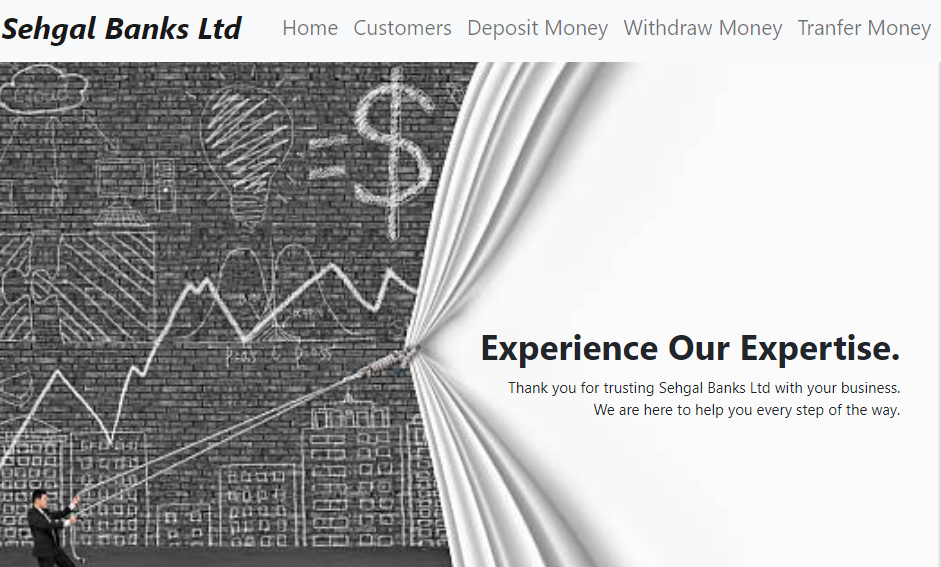 Sehgal Banks Ltd
Home Customers Deposit Money Withdraw Money Tranfer Money
Cloud
$
Experience Our Expertise.
Thank you for trusting Sehgal Banks Ltd with your business.
We are here to help you every step of the way.